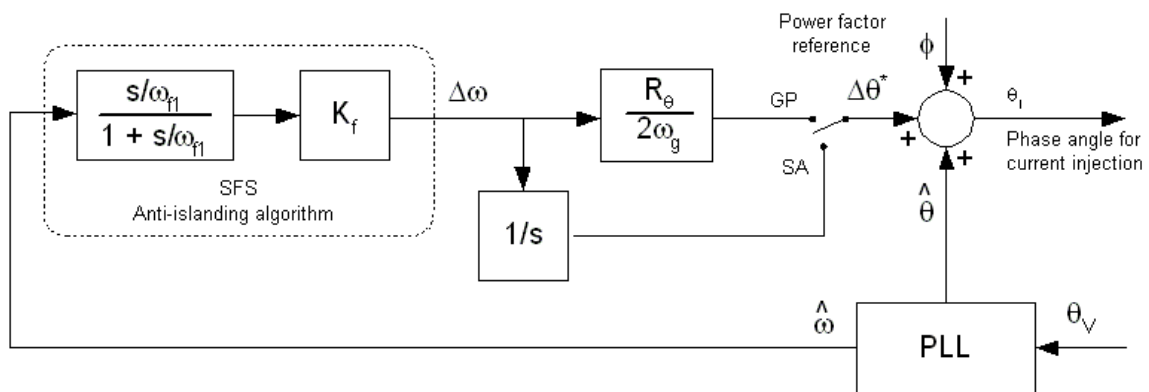 Power factor
reference
ϕ
+
s/ω_f1
1 + s/ω_f1
K_f
Δω
R_θ
2ω_g
GP
Δθ*
θ_I
+
Phase angle for
current injection
SFS
Anti-islanding algorithm
SA
+
θ̂
1/s
ω̂
PLL
θ_V